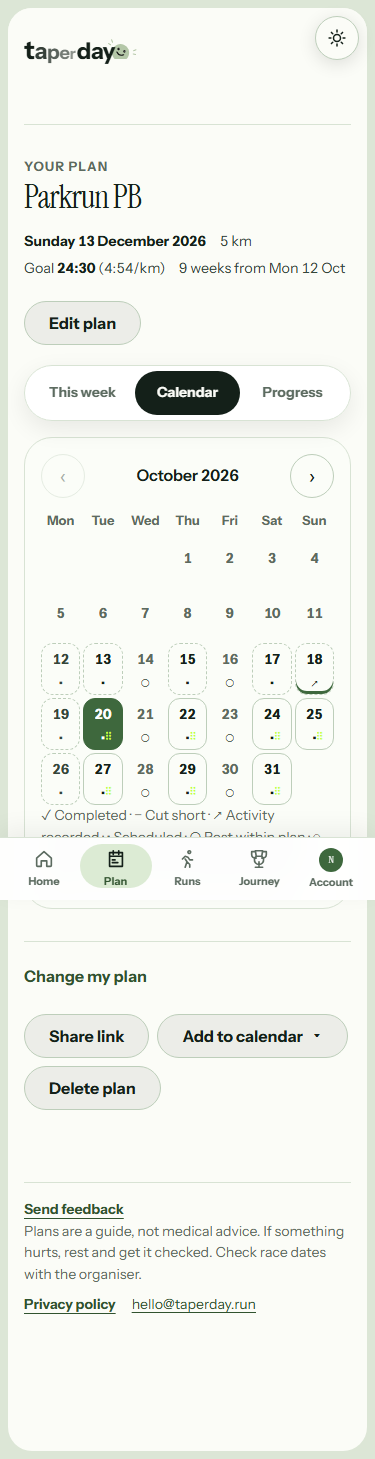 taperday
YOUR PLAN
Parkrun PB
Sunday 13 December 2026 5 km
Goal 24:30 (4:54/km) 9 weeks from Mon 12 Oct
Edit plan
This week Calendar Progress
‹ October 2026 ›
Mon Tue Wed Thu Fri Sat Sun
1 2 3 4
5 6 7 8 9 10 11
12 13 14 15 16 17 18
19 20 21 22 23 24 25
26 27 28 29 30 31
✓ Completed · – Cut short · ↗ Activity
recorded · • Scheduled · ○ Rest within plan · ○
Home Plan Runs Journey Account
N
Change my plan
Share link Add to calendar
Delete plan
Send feedback
Plans are a guide, not medical advice. If something
hurts, rest and get it checked. Check race dates
with the organiser.
Privacy policy hello@taperday.run